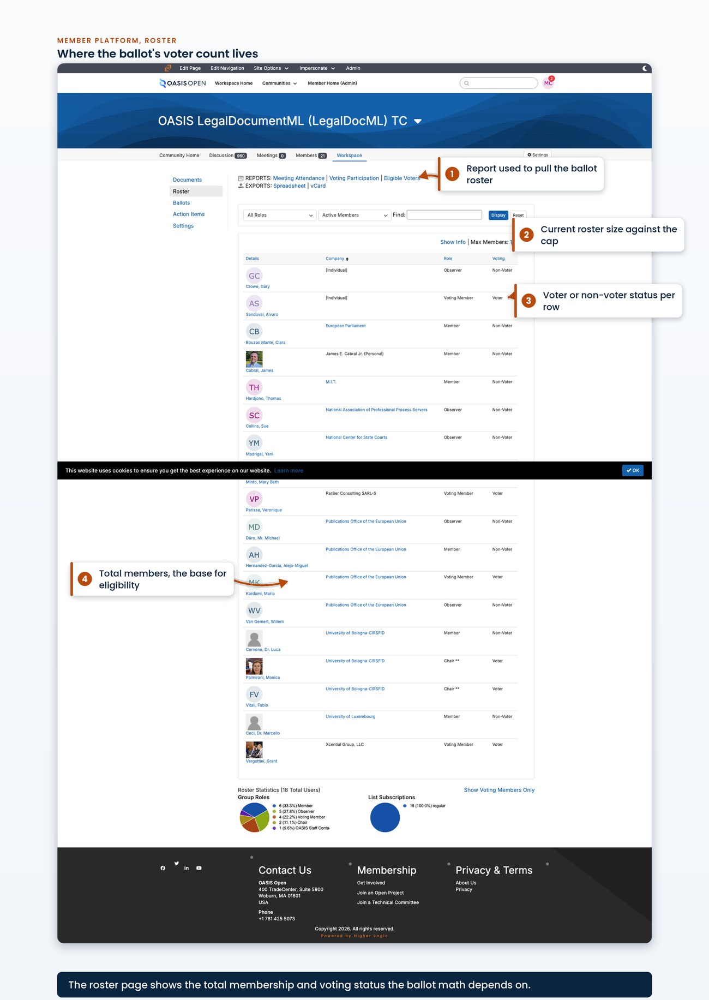 MEMBER PLATFORM, ROSTER
Where the ballot's voter count lives
Edit Page Edit Navigation Site Options Impersonate Admin
OASIS OPEN Workspace Home Communities Member Home (Admin) MC 2
OASIS LegalDocumentML (LegalDocML) TC
Community Home Discussion 960 Meetings 0 Members 21 Workspace Settings
1 Report used to pull the ballot
roster
Documents
Roster
Ballots
Action Items
Settings
REPORTS: Meeting Attendance | Voting Participation | Eligible Voters
EXPORTS: Spreadsheet | vCard
All Roles Active Members Find: Display Reset
2 Current roster size against the
cap
Show Info | Max Members:
Details Company Role Voting
GC [Individual] Observer Non-Voter
Crowe, Gary
3 Voter or non-voter status per
row
AS [Individual] Voting Member Voter
Sandoval, Alvaro
CB European Parliament Member Non-Voter
Bouzas Mante, Clara
James E. Cabral Jr. (Personal) Member Non-Voter
Cabral, James
TH M.I.T. Member Non-Voter
Hardjono, Thomas
SC National Association of Professional Process Servers Observer Non-Voter
Collins, Sue
YM National Center for State Courts Observer Non-Voter
Madrigal, Yani
This website uses cookies to ensure you get the best experience on our website. Learn more OK
Minto, Mary Beth
VP ParBer Consulting SARL-S Voting Member Voter
Parisse, Veronique
MD Publications Office of the European Union Observer Non-Voter
Düro, Mr. Michael
AH Publications Office of the European Union Member Non-Voter
Hernandez-Garcia, Alejo-Miguel
4 Total members, the base for
eligibility
MK Publications Office of the European Union Voting Member Voter
Kardami, Maria
WV Publications Office of the European Union Observer Non-Voter
Van Gemert, Willem
University of Bologna-CIRSFID Member Non-Voter
Cervone, Dr. Luca
University of Bologna-CIRSFID Chair ** Voter
Palmirani, Monica
FV University of Bologna-CIRSFID Chair ** Voter
Vitali, Fabio
University of Luxembourg Member Non-Voter
Ceci, Dr. Marcello
Xcential Group, LLC Voting Member Voter
Vergottini, Grant
Roster Statistics (18 Total Users) Show Voting Members Only
Group Roles
6 (33.3%) Member
5 (27.8%) Observer
4 (22.2%) Voting Member
2 (11.1%) Chair
1 (5.6%) OASIS Staff Conta
List Subscriptions
18 (100.0%) regular
Contact Us
OASIS Open
400 TradeCenter, Suite 5900
Woburn, MA 01801
USA
Phone
+1 781 425 5073
Membership
Get Involved
Join an Open Project
Join a Technical Committee
Privacy & Terms
About Us
Privacy
Copyright 2026. All rights reserved.
Powered by Higher Logic
The roster page shows the total membership and voting status the ballot math depends on.